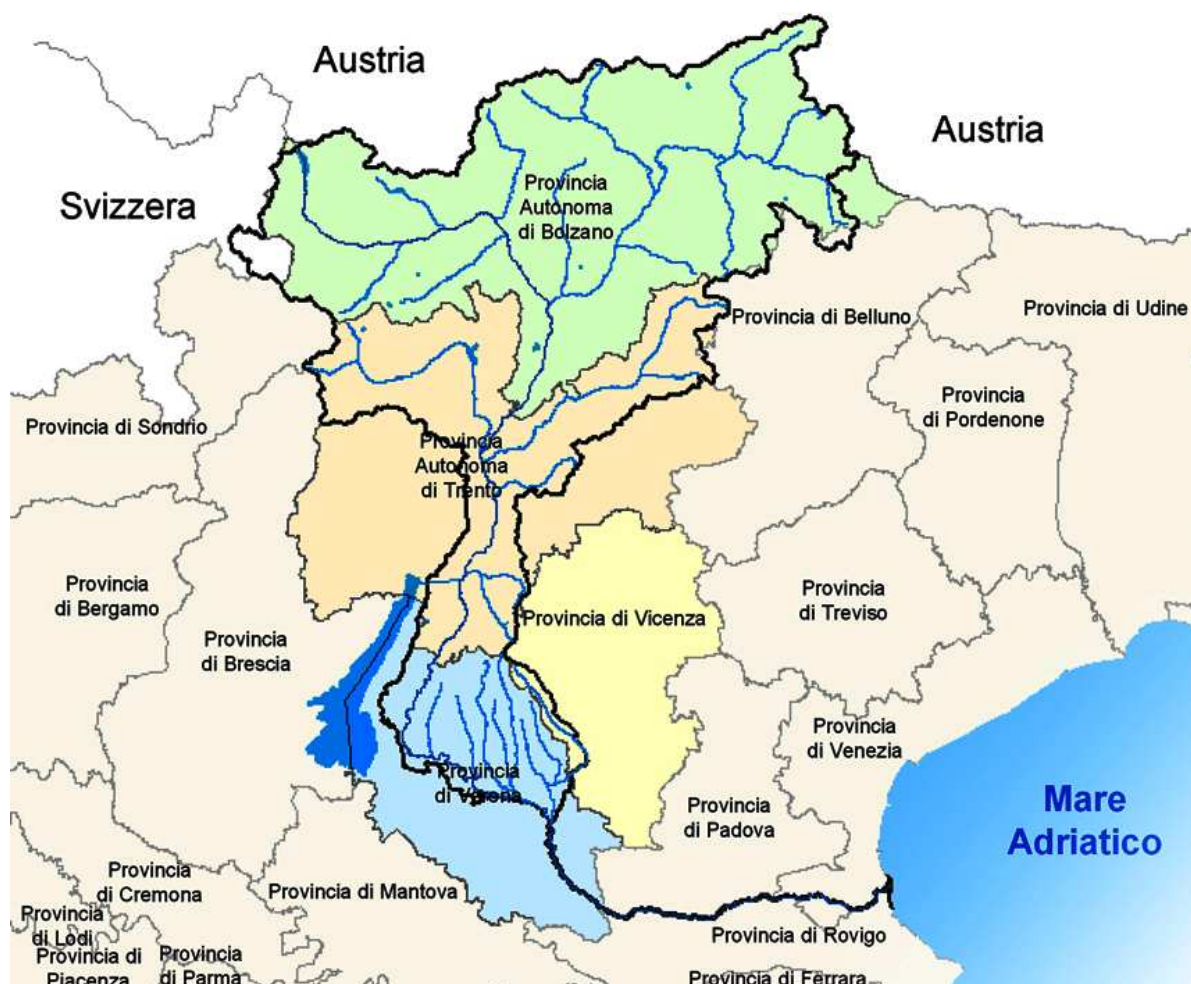 Austria
Austria
Svizzera
Provincia
Autonoma
di Bolzano
Provincia di Belluno
Provincia di Udine
Provincia
di Pordenone
Provincia di Sondrio
Provincia
Autonoma
di Trento
Provincia
di Bergamo
Provincia
di Treviso
Provincia di Vicenza
Provincia
di Brescia
Provincia
di Venezia
Provincia
di Verona
Mare
Adriatico
Provincia
di Padova
Provincia
di Cremona
Provincia di Mantova
Provincia
di Lodi
Provincia di Rovigo
Provincia di
Piacenza
Provincia
di Parma
Provincia di Ferrara